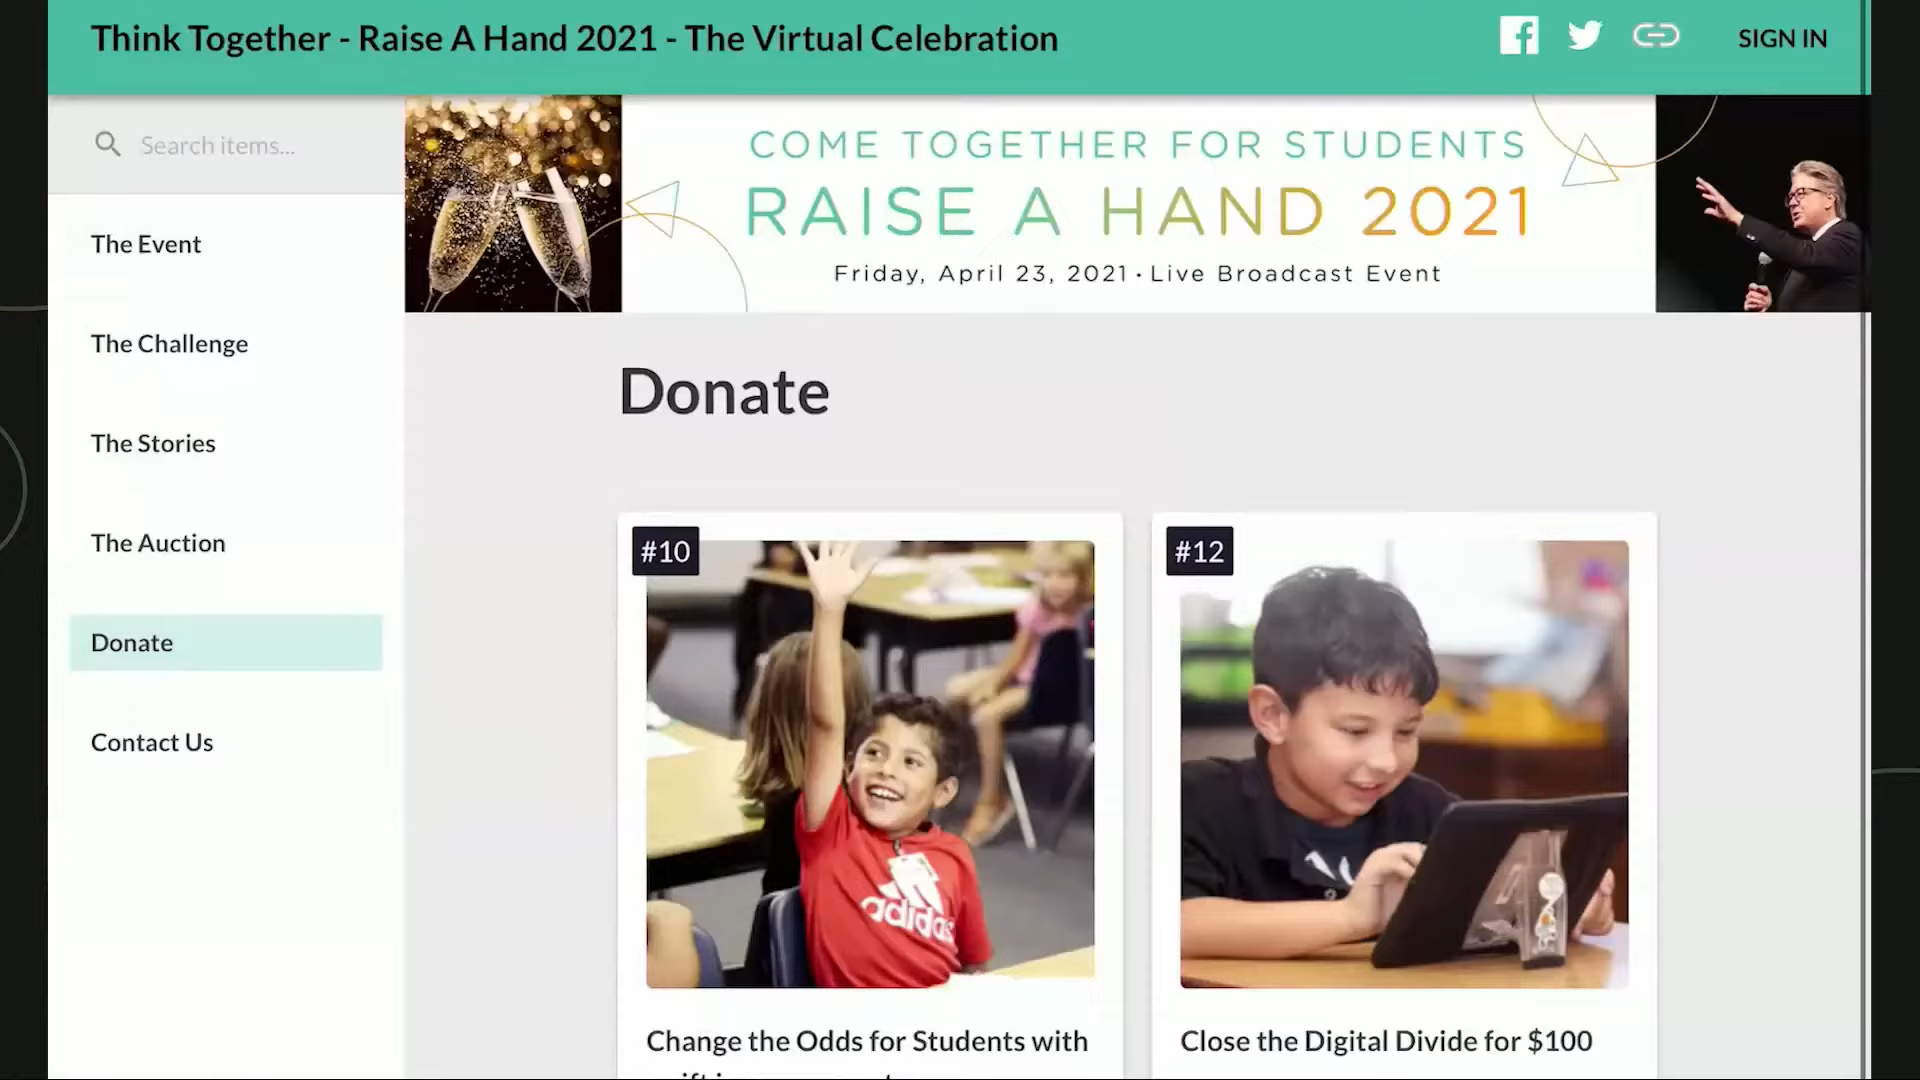 Think Together - Raise A Hand 2021 - The Virtual Celebration
SIGN IN
Search items...
The Event
The Challenge
The Stories
The Auction
Donate
Contact Us
COME TOGETHER FOR STUDENTS
RAISE A HAND 2021
Friday, April 23, 2021 · Live Broadcast Event
Donate
#10
adidas
Change the Odds for Students with
#12
Close the Digital Divide for $100